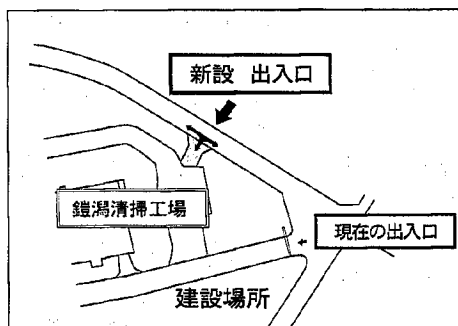 新設 出入口
鎧潟清掃工場
現在の出入口
建設場所